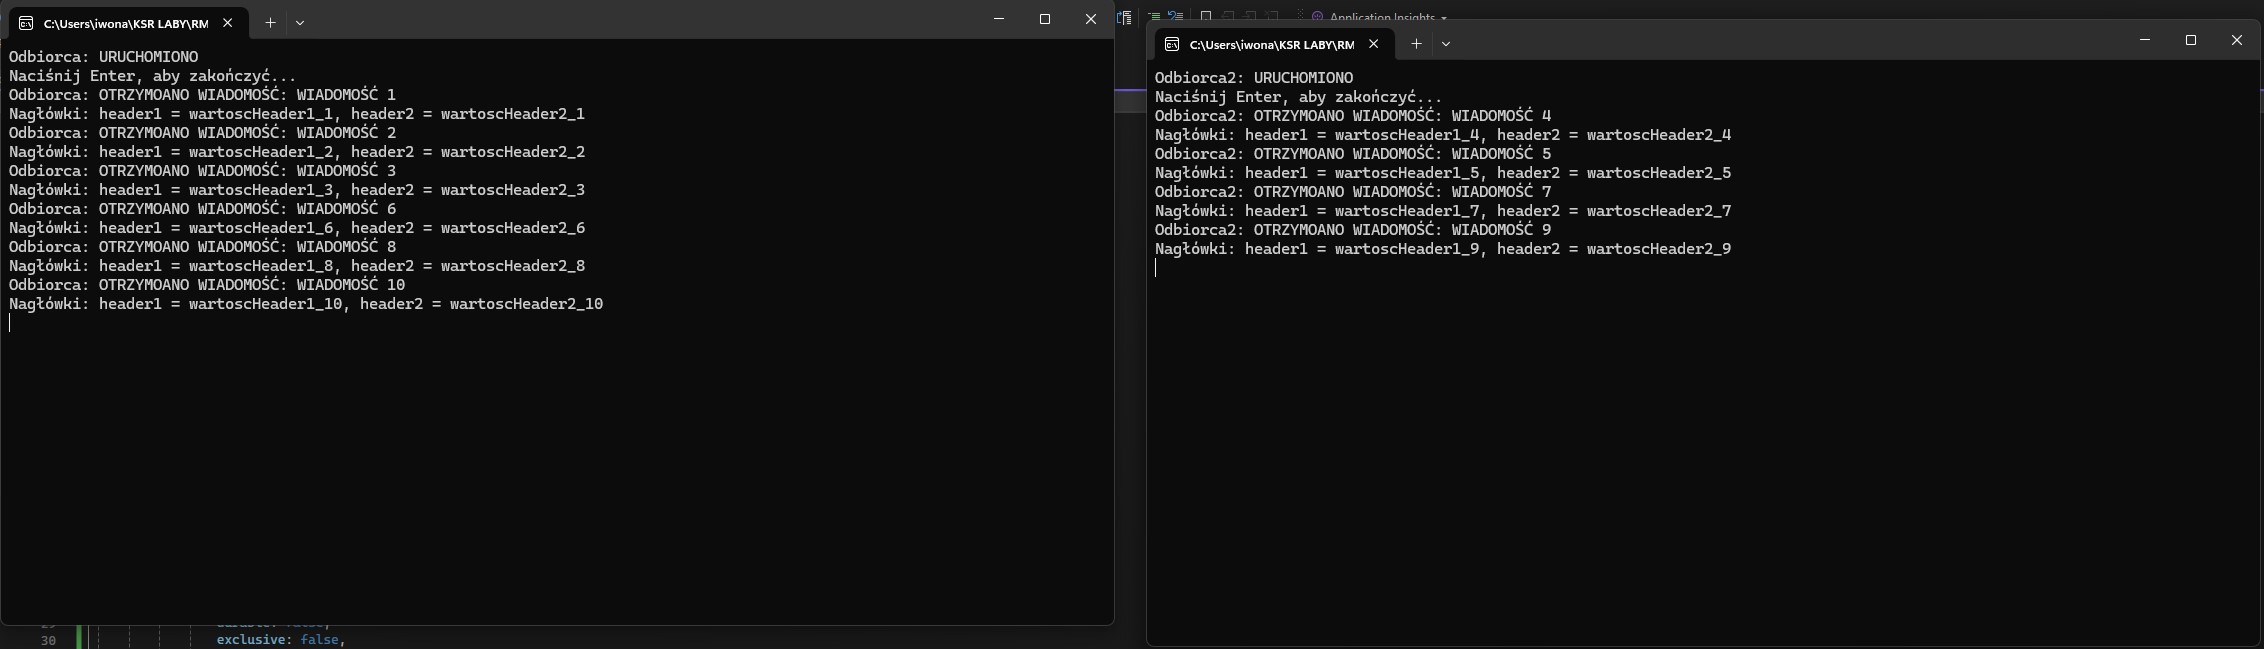 C:\Users\iwona\KSR LABY\RM
Odbiorca: URUCHOMIONO
Naciśnij Enter, aby zakończyć...
Odbiorca: OTRZYMOANO WIADOMOŚĆ: WIADOMOŚĆ 1
Nagłówki: header1 = wartoscHeader1_1, header2 = wartoscHeader2_1
Odbiorca: OTRZYMOANO WIADOMOŚĆ: WIADOMOŚĆ 2
Nagłówki: header1 = wartoscHeader1_2, header2 = wartoscHeader2_2
Odbiorca: OTRZYMOANO WIADOMOŚĆ: WIADOMOŚĆ 3
Nagłówki: header1 = wartoscHeader1_3, header2 = wartoscHeader2_3
Odbiorca: OTRZYMOANO WIADOMOŚĆ: WIADOMOŚĆ 6
Nagłówki: header1 = wartoscHeader1_6, header2 = wartoscHeader2_6
Odbiorca: OTRZYMOANO WIADOMOŚĆ: WIADOMOŚĆ 8
Nagłówki: header1 = wartoscHeader1_8, header2 = wartoscHeader2_8
Odbiorca: OTRZYMOANO WIADOMOŚĆ: WIADOMOŚĆ 10
Nagłówki: header1 = wartoscHeader1_10, header2 = wartoscHeader2_10
30 exclusive: false,
Application Insights
C:\Users\iwona\KSR LABY\RM
Odbiorca2: URUCHOMIONO
Naciśnij Enter, aby zakończyć...
Odbiorca2: OTRZYMOANO WIADOMOŚĆ: WIADOMOŚĆ 4
Nagłówki: header1 = wartoscHeader1_4, header2 = wartoscHeader2_4
Odbiorca2: OTRZYMOANO WIADOMOŚĆ: WIADOMOŚĆ 5
Nagłówki: header1 = wartoscHeader1_5, header2 = wartoscHeader2_5
Odbiorca2: OTRZYMOANO WIADOMOŚĆ: WIADOMOŚĆ 7
Nagłówki: header1 = wartoscHeader1_7, header2 = wartoscHeader2_7
Odbiorca2: OTRZYMOANO WIADOMOŚĆ: WIADOMOŚĆ 9
Nagłówki: header1 = wartoscHeader1_9, header2 = wartoscHeader2_9